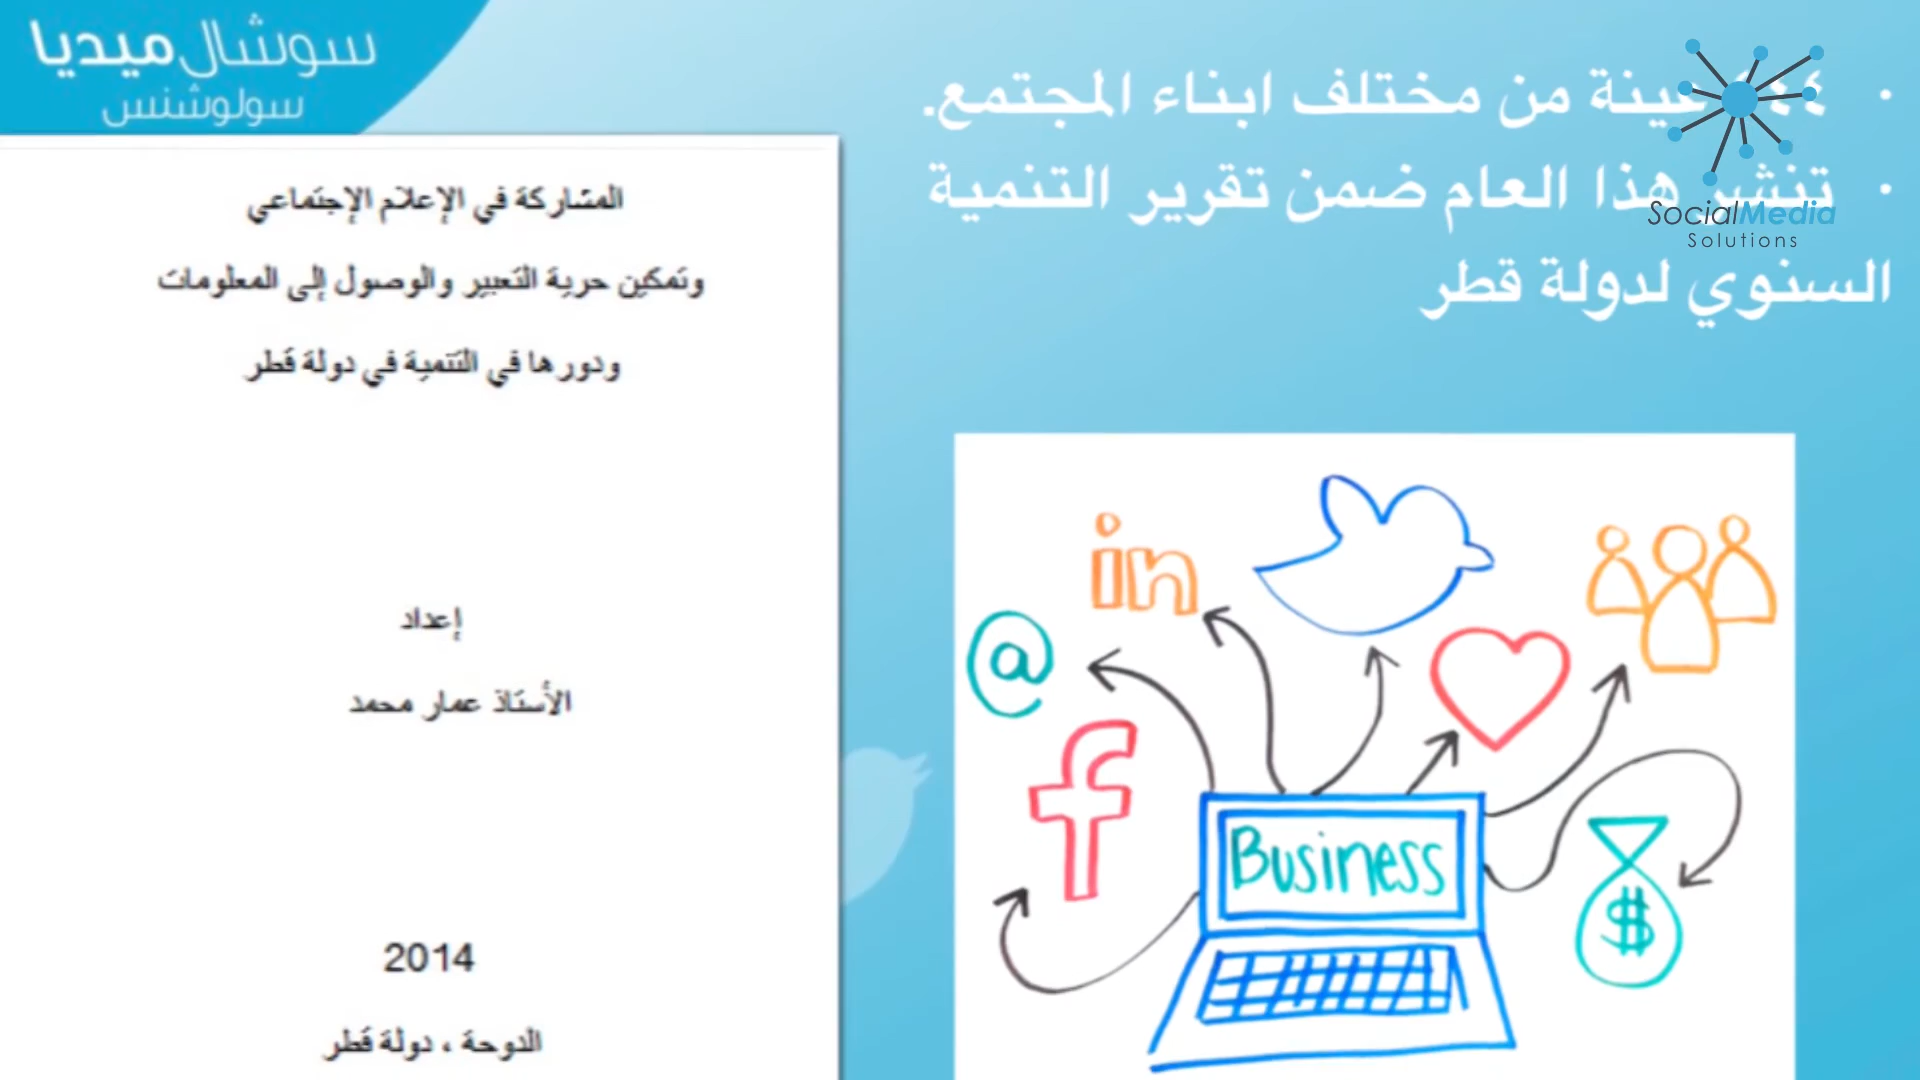 سوشال ميديا
سولوشنس
عينة من مختلف ابناء المجتمع.
تنشر هذا العام ضمن تقرير التنمية
السنوي لدولة قطر
SocialMedia
Solutions
المشاركة في الإعلام الإجتماعي
وتمكين حرية التعبير والوصول إلى المعلومات
ودورها في التنمية في دولة قطر
إعداد
الأستاذ عمار محمد
2014
الدوحة ، دولة قطر
in
@
f
Business
$